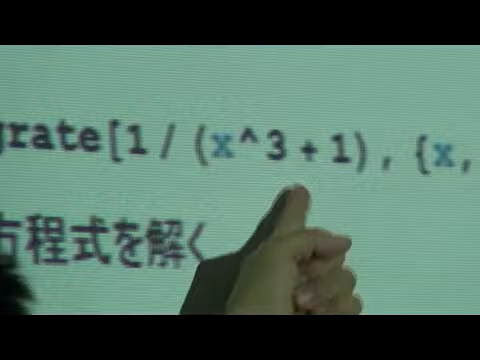 grate[1 / (x^3 + 1), {x,
方程式を解く